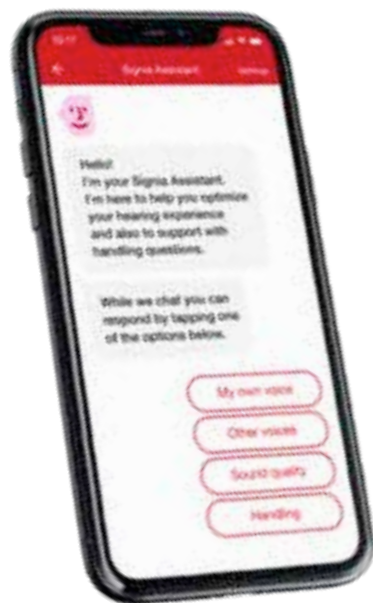 Signia Assistant
Hello!
I'm your Signia Assistant.
I'm here to help you optimize
your hearing experience
and also to support with
handling questions.
While we chat you can
respond by tapping one
of the options below.
My own voice
Other voices
Sound quality
Handling